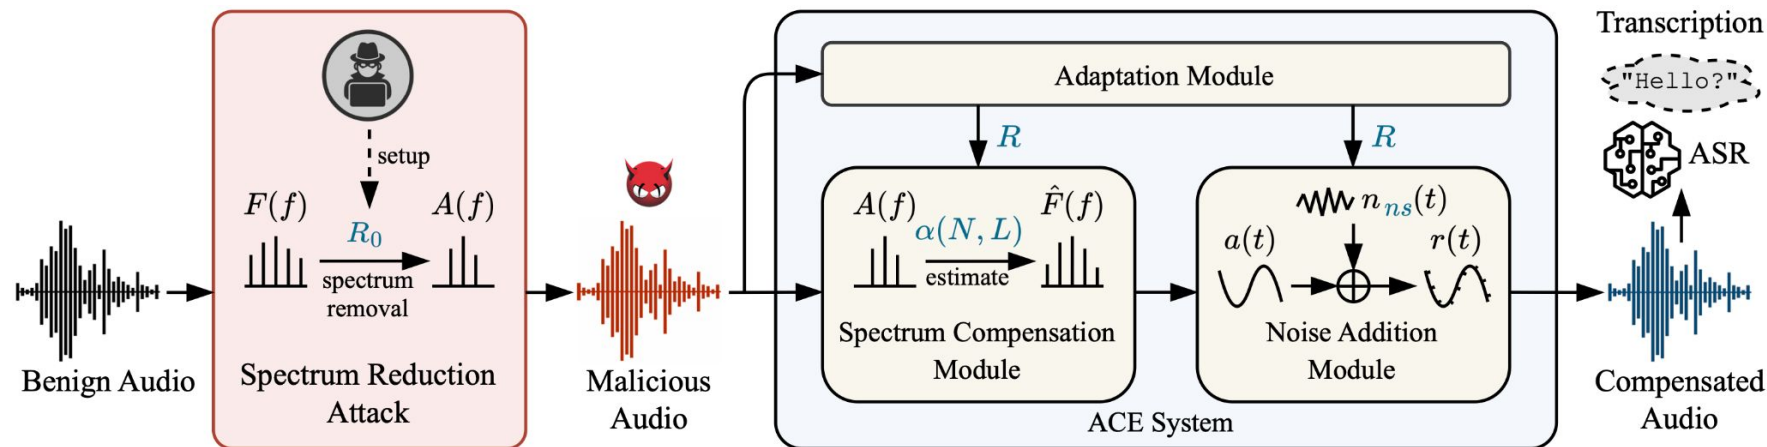 Benign Audio
setup
F(f)
R₀
A(f)
spectrum
removal
Spectrum Reduction
Attack
Malicious
Audio
Adaptation Module
R
R
A(f)
α(N, L)
F̂(f)
estimate
Spectrum Compensation
Module
n_ns(t)
a(t)
r(t)
Noise Addition
Module
ACE System
Transcription
"Hello?"
ASR
Compensated
Audio